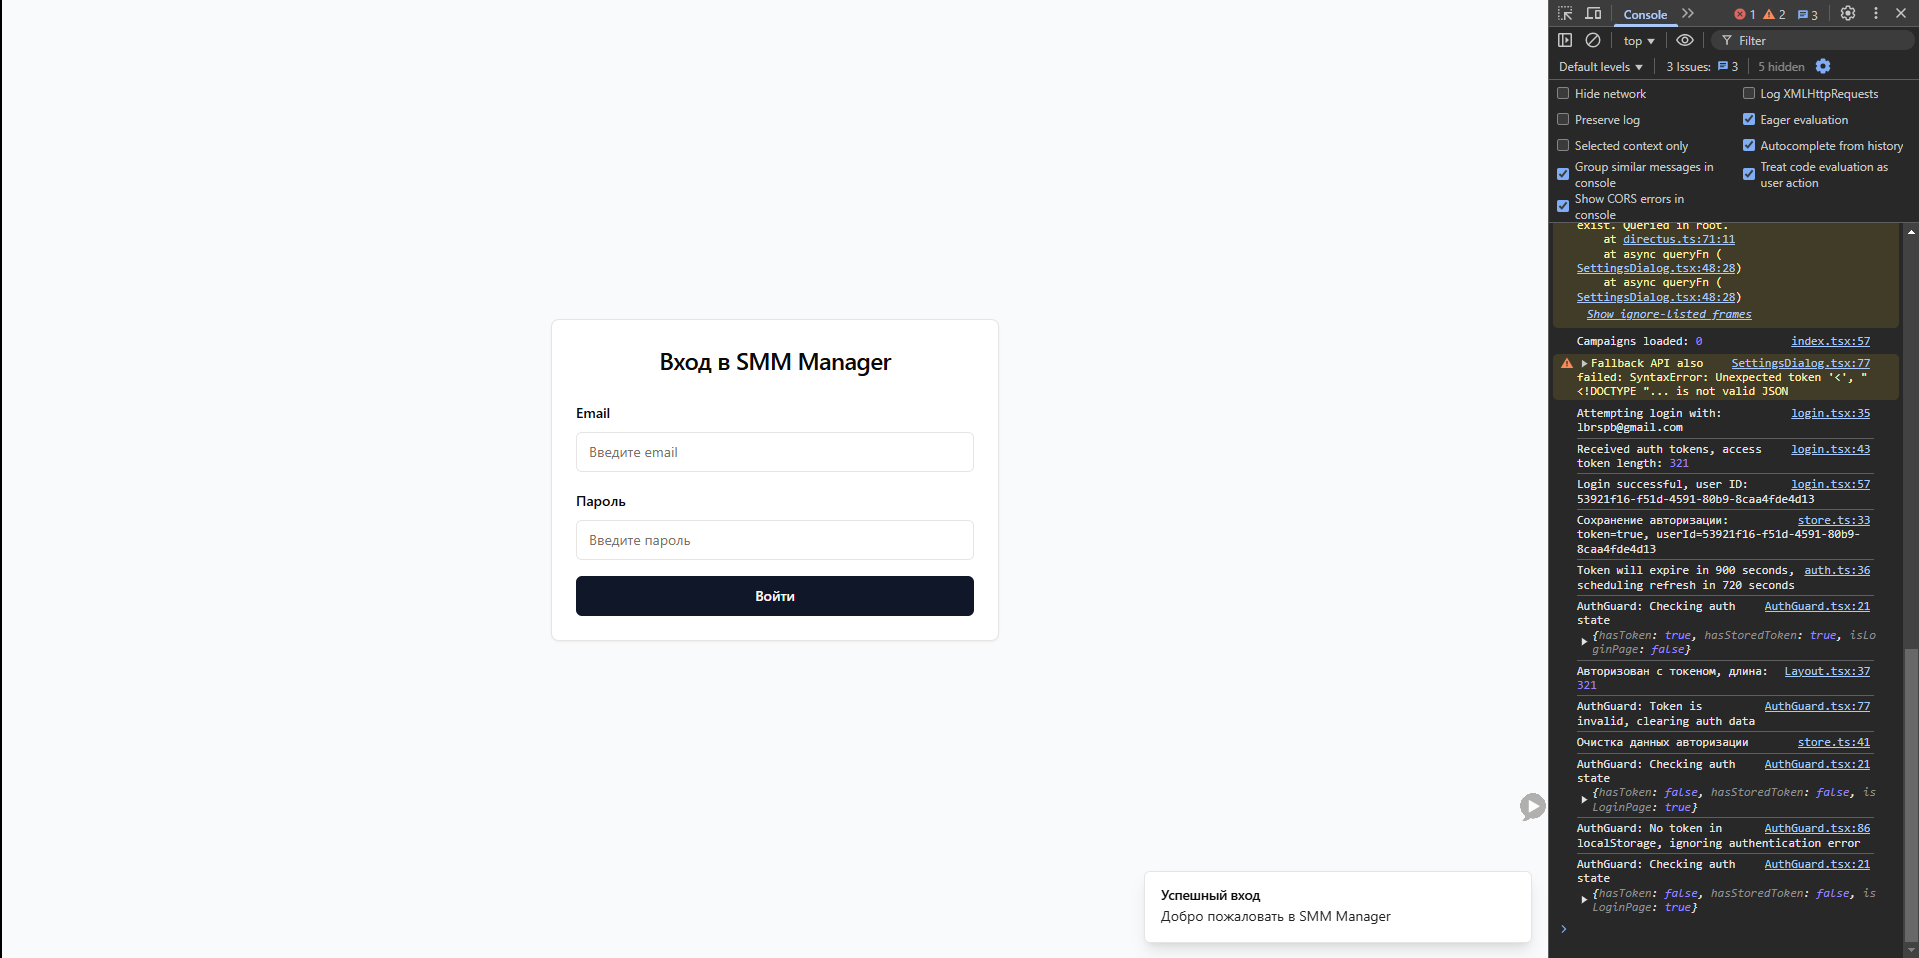 Вход в SMM Manager
Email
Введите email
Пароль
Введите пароль
Войти
Успешный вход
Добро пожаловать в SMM Manager
Console
1
2
3
top
Filter
Default levels
3 Issues:
3
5 hidden
Hide network
Log XMLHttpRequests
Preserve log
Eager evaluation
Selected context only
Autocomplete from history
Group similar messages in
console
Treat code evaluation as
user action
Show CORS errors in
console
exist. Queried in root.
at directus.ts:71:11
at async queryFn (
SettingsDialog.tsx:48:28)
at async queryFn (
SettingsDialog.tsx:48:28)
Show ignore-listed frames
Campaigns loaded: 0 index.tsx:57
Fallback API also SettingsDialog.tsx:77
failed: SyntaxError: Unexpected token '<', "
<!DOCTYPE "... is not valid JSON
Attempting login with: login.tsx:35
lbrspb@gmail.com
Received auth tokens, access login.tsx:43
token length: 321
Login successful, user ID: login.tsx:57
53921f16-f51d-4591-80b9-8caa4fde4d13
Сохранение авторизации: store.ts:33
token=true, userId=53921f16-f51d-4591-80b9-
8caa4fde4d13
Token will expire in 900 seconds, auth.ts:36
scheduling refresh in 720 seconds
AuthGuard: Checking auth AuthGuard.tsx:21
state
{hasToken: true, hasStoredToken: true, isLo
ginPage: false}
Авторизован с токеном, длина: Layout.tsx:37
321
AuthGuard: Token is AuthGuard.tsx:77
invalid, clearing auth data
Очистка данных авторизации store.ts:41
AuthGuard: Checking auth AuthGuard.tsx:21
state
{hasToken: false, hasStoredToken: false, is
LoginPage: true}
AuthGuard: No token in AuthGuard.tsx:86
localStorage, ignoring authentication error
AuthGuard: Checking auth AuthGuard.tsx:21
state
{hasToken: false, hasStoredToken: false, is
LoginPage: true}